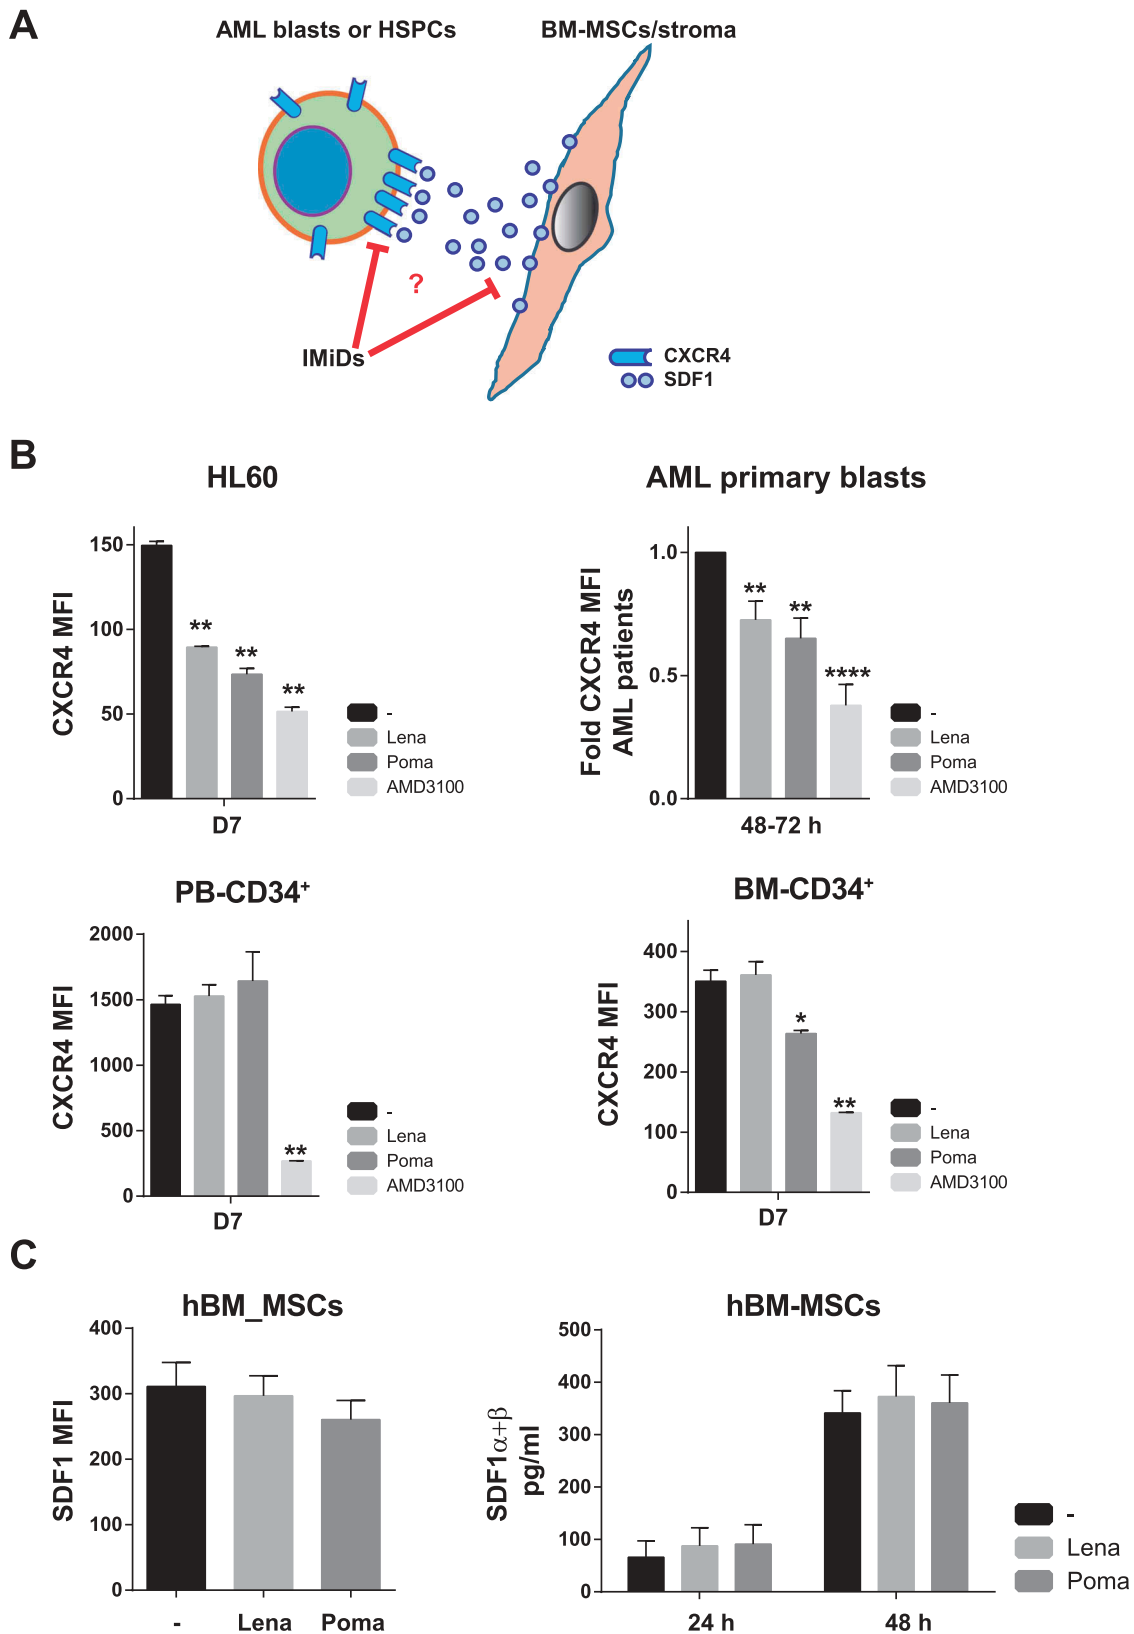 A
AML blasts or HSPCs
BM-MSCs/stroma
?
IMiDs
CXCR4
SDF1
B
HL60
CXCR4 MFI
150
100
50
0
**
**
**
D7
-
Lena
Poma
AMD3100
AML primary blasts
Fold CXCR4 MFI
AML patients
1.0
0.5
0.0
**
**
****
48-72 h
-
Lena
Poma
AMD3100
PB-CD34+
CXCR4 MFI
2000
1500
1000
500
0
**
D7
-
Lena
Poma
AMD3100
BM-CD34+
CXCR4 MFI
400
300
200
100
0
*
**
D7
-
Lena
Poma
AMD3100
C
hBM_MSCs
SDF1 MFI
400
300
200
100
0
-
Lena
Poma
hBM-MSCs
SDF1α+β
pg/ml
500
400
300
200
100
0
24 h
48 h
-
Lena
Poma